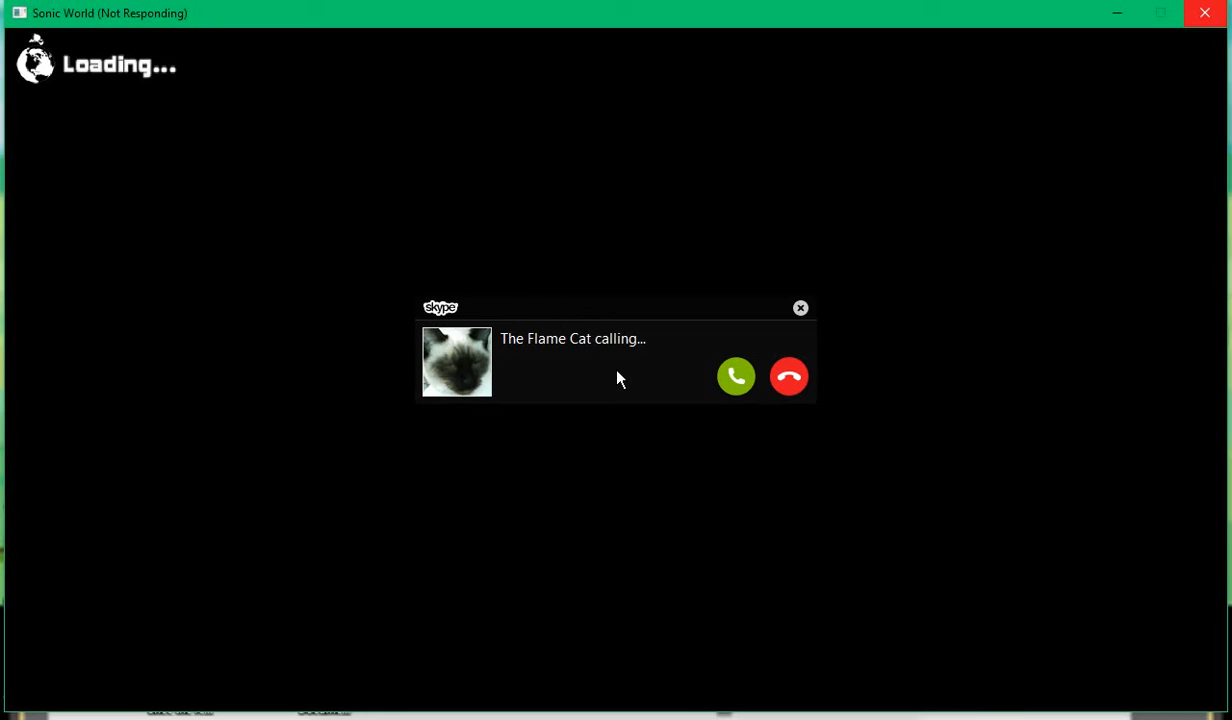 Sonic World (Not Responding)
Loading...
skype
The Flame Cat calling...